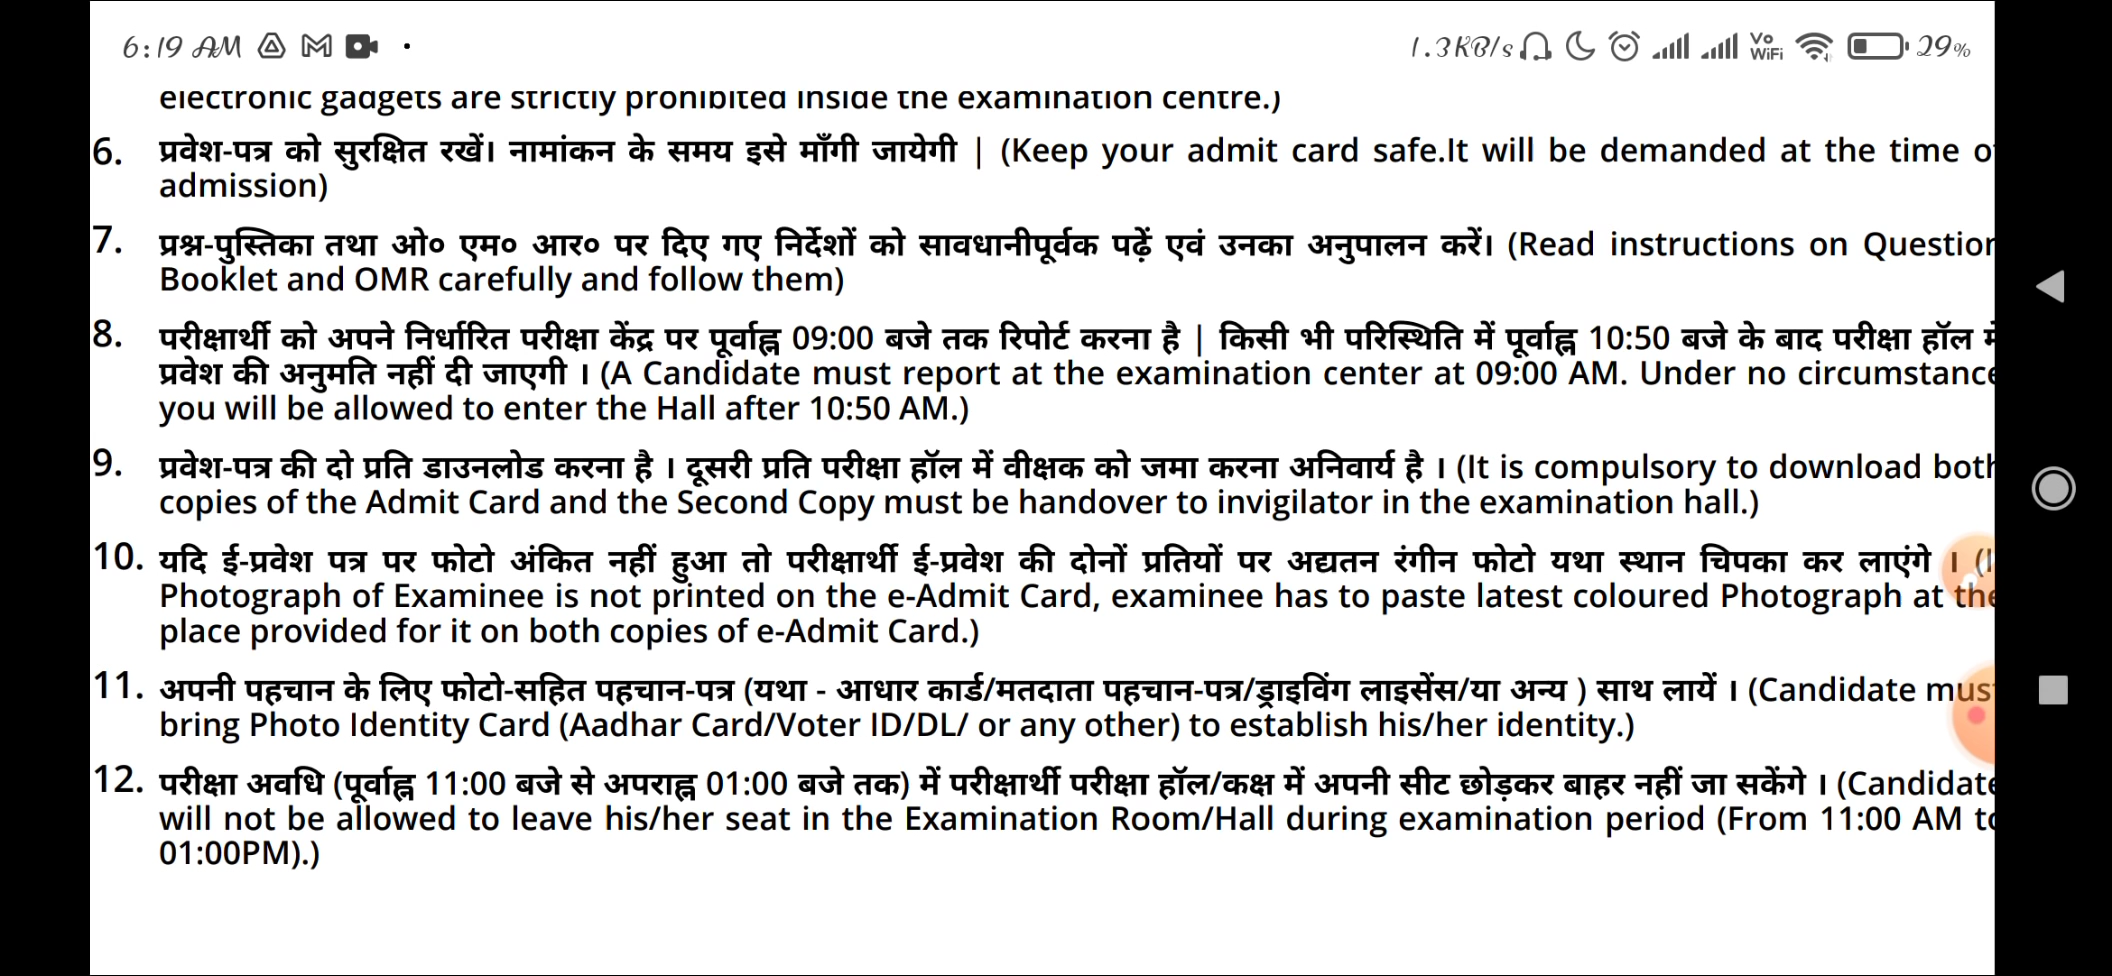 6:19 AM
1.3KB/s Vo WiFi 29%
electronic gadgets are strictly prohibited inside the examination centre.)
6. प्रवेश-पत्र को सुरक्षित रखें। नामांकन के समय इसे माँगी जायेगी | (Keep your admit card safe.It will be demanded at the time
admission)
7. प्रश्न-पुस्तिका तथा ओ० एम० आर० पर दिए गए निर्देशों को सावधानीपूर्वक पढ़ें एवं उनका अनुपालन करें। (Read instructions on Question
Booklet and OMR carefully and follow them)
8. परीक्षार्थी को अपने निर्धारित परीक्षा केंद्र पर पूर्वाह्न 09:00 बजे तक रिपोर्ट करना है | किसी भी परिस्थिति में पूर्वाह्न 10:50 बजे के बाद परीक्षा हॉल में
प्रवेश की अनुमति नहीं दी जाएगी । (A Candidate must report at the examination center at 09:00 AM. Under no circumstance
you will be allowed to enter the Hall after 10:50 AM.)
9. प्रवेश-पत्र की दो प्रति डाउनलोड करना है । दूसरी प्रति परीक्षा हॉल में वीक्षक को जमा करना अनिवार्य है । (It is compulsory to download both
copies of the Admit Card and the Second Copy must be handover to invigilator in the examination hall.)
10. यदि ई-प्रवेश पत्र पर फोटो अंकित नहीं हुआ तो परीक्षार्थी ई-प्रवेश की दोनों प्रतियों पर अद्यतन रंगीन फोटो यथा स्थान चिपका कर लाएंगे ।
Photograph of Examinee is not printed on the e-Admit Card, examinee has to paste latest coloured Photograph at the
place provided for it on both copies of e-Admit Card.)
11. अपनी पहचान के लिए फोटो-सहित पहचान-पत्र (यथा - आधार कार्ड/मतदाता पहचान-पत्र/ड्राइविंग लाइसेंस/या अन्य ) साथ लायें । (Candidate must
bring Photo Identity Card (Aadhar Card/Voter ID/DL/ or any other) to establish his/her identity.)
12. परीक्षा अवधि (पूर्वाह्न 11:00 बजे से अपराह्न 01:00 बजे तक) में परीक्षार्थी परीक्षा हॉल/कक्ष में अपनी सीट छोड़कर बाहर नहीं जा सकेंगे । (Candidate
will not be allowed to leave his/her seat in the Examination Room/Hall during examination period (From 11:00 AM to
01:00PM).)